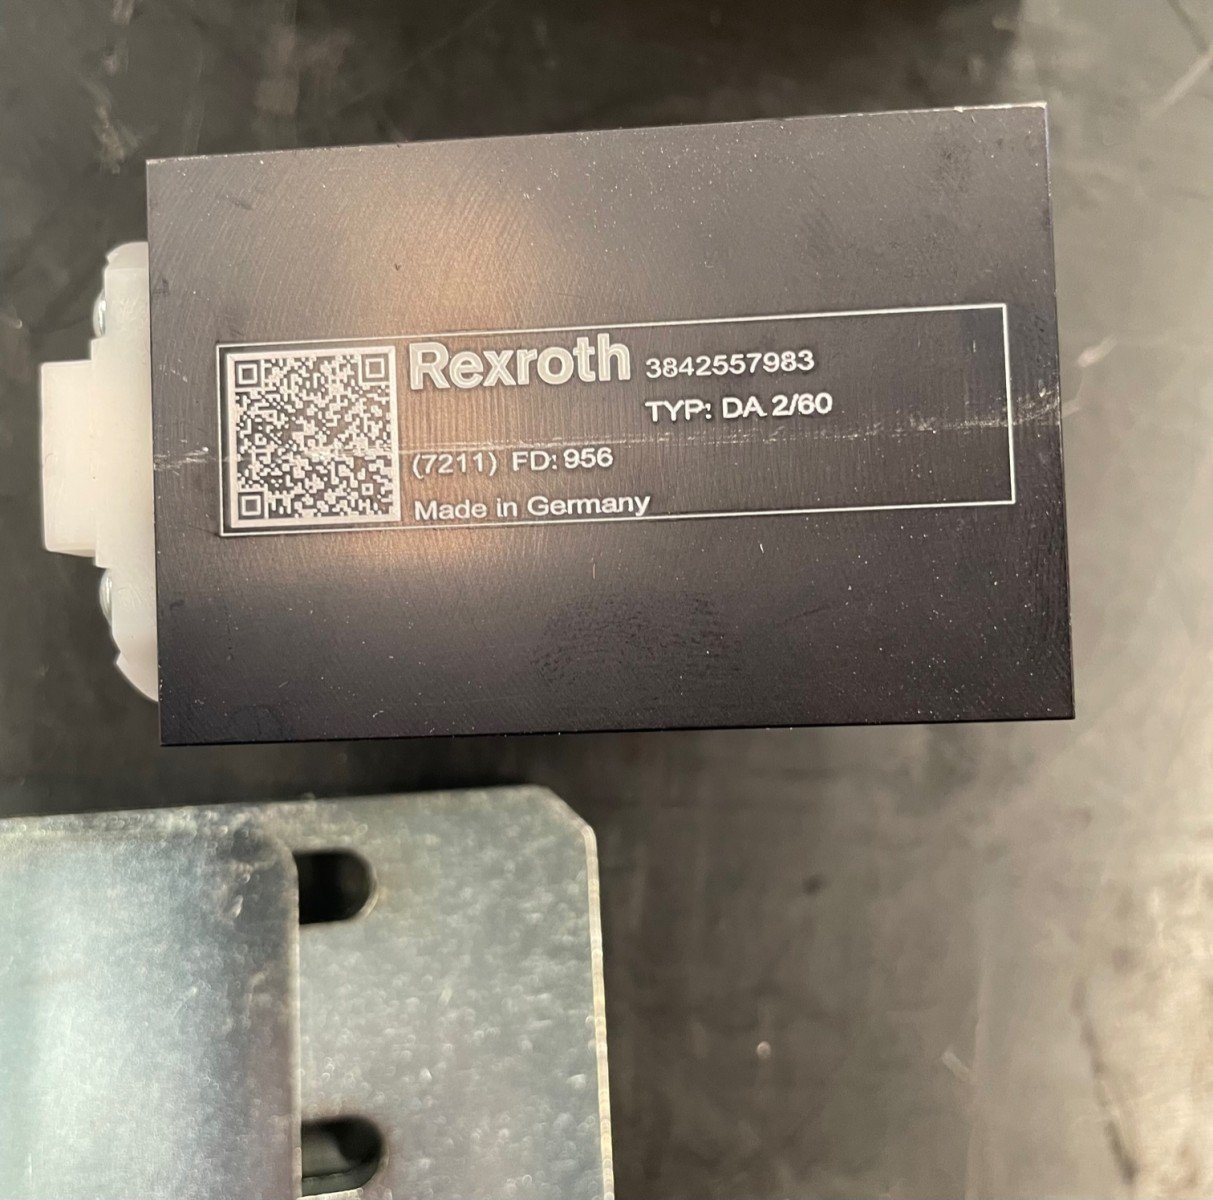 Rexroth 3842557983
TYP: DA 2/60
(7211) FD: 956
Made in Germany